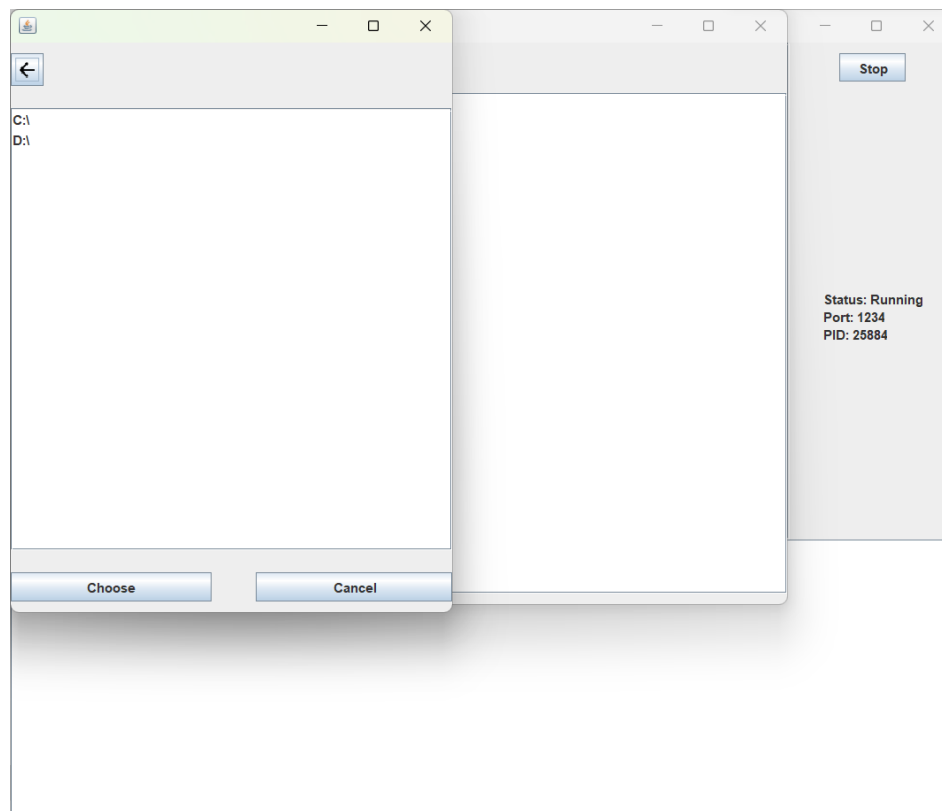 Stop
C:\
D:\
Status: Running
Port: 1234
PID: 25884
Choose
Cancel